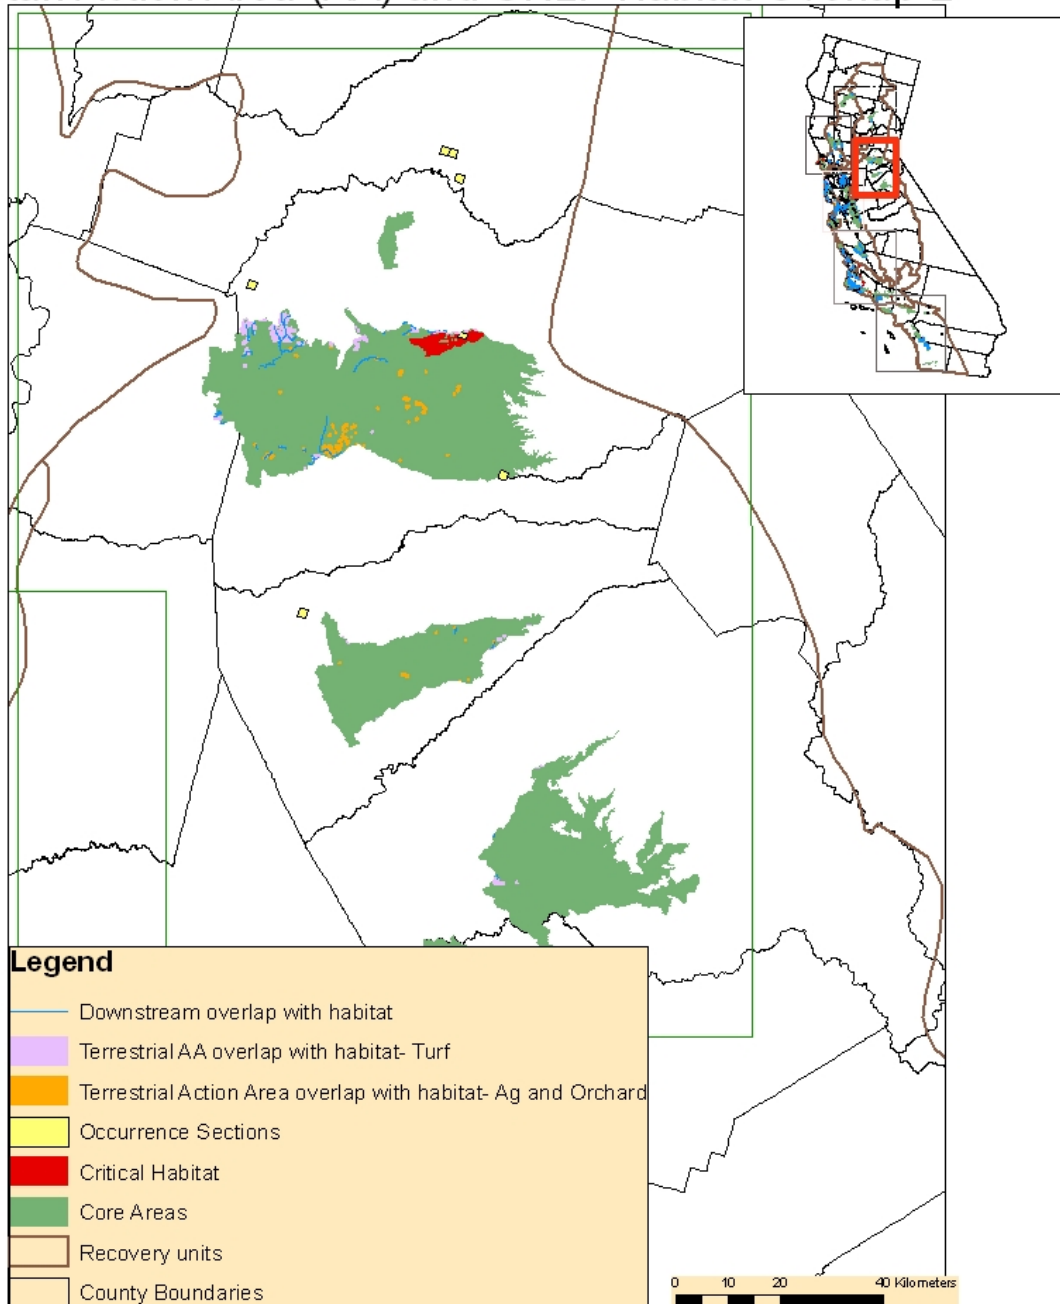 Legend
Downstream overlap with habitat
Terrestrial AA overlap with habitat- Turf
Terrestrial Action Area overlap with habitat- Ag and Orchard
Occurrence Sections
Critical Habitat
Core Areas
Recovery units
County Boundaries
0 10 20 40 Kilometers